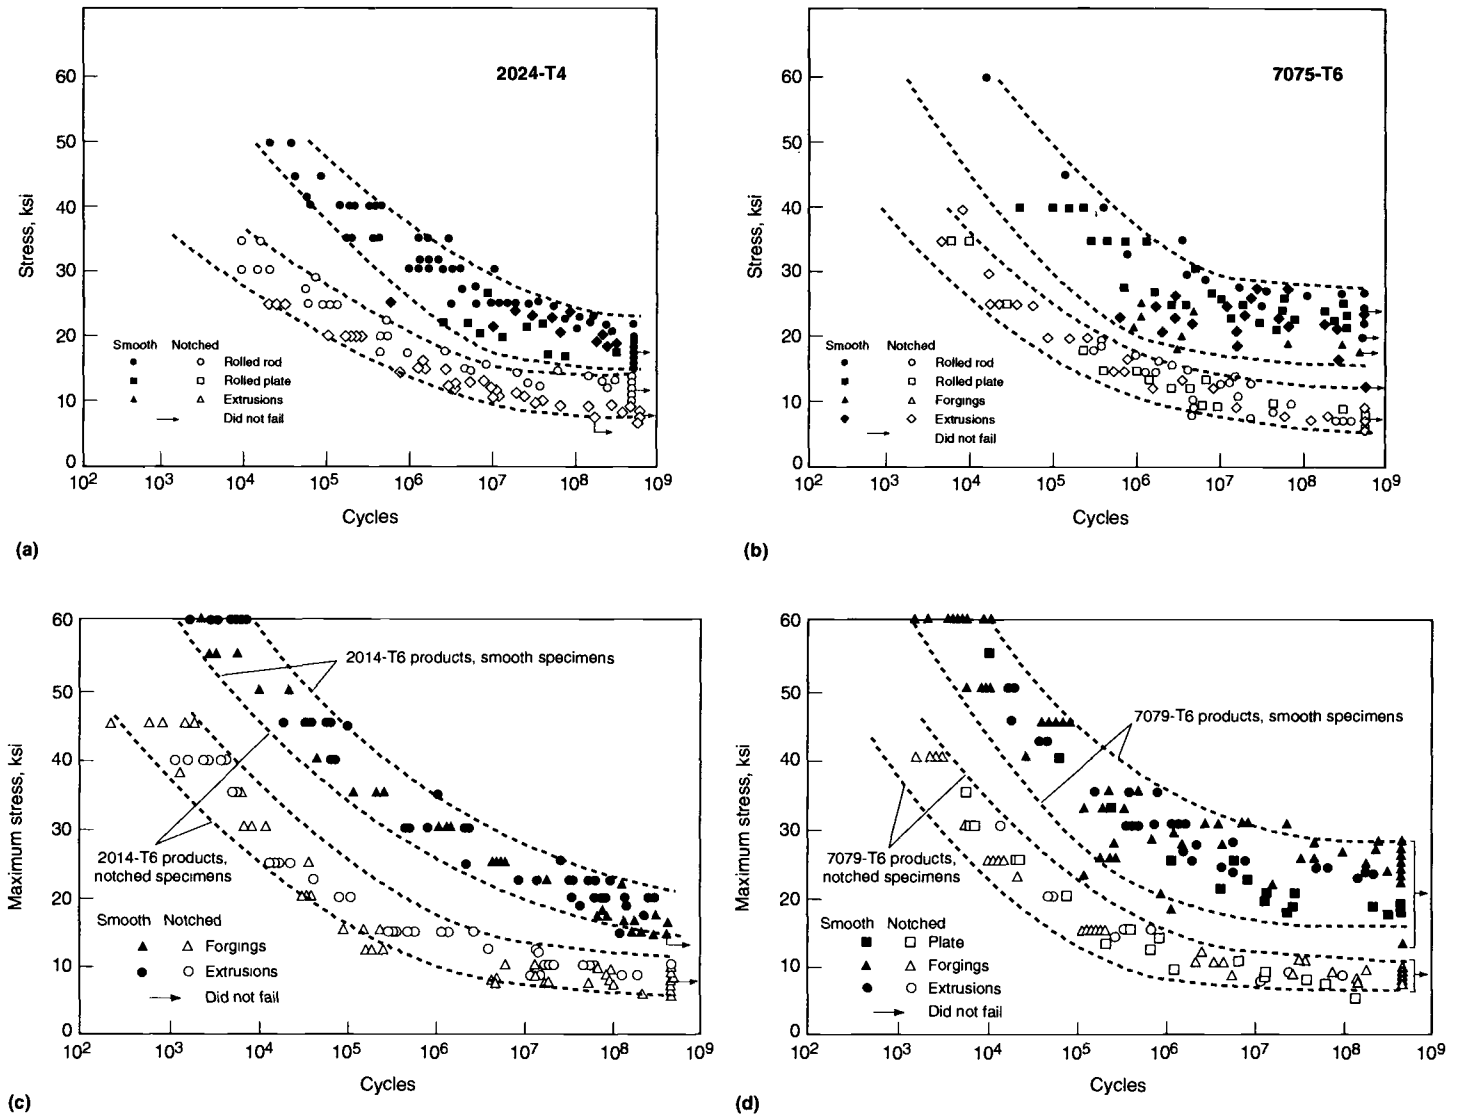 2024-T4
60
50
40
30
20
10
0
Stress, ksi
Smooth Notched
Rolled rod
Rolled plate
Extrusions
Did not fail
10² 10³ 10⁴ 10⁵ 10⁶ 10⁷ 10⁸ 10⁹
Cycles
(a)
7075-T6
60
50
40
30
20
10
0
Stress, ksi
Smooth Notched
Rolled rod
Rolled plate
Forgings
Extrusions
Did not fail
10² 10³ 10⁴ 10⁵ 10⁶ 10⁷ 10⁸ 10⁹
Cycles
(b)
60
50
40
30
20
10
0
Maximum stress, ksi
2014-T6 products, smooth specimens
2014-T6 products,
notched specimens
Smooth Notched
Forgings
Extrusions
Did not fail
10² 10³ 10⁴ 10⁵ 10⁶ 10⁷ 10⁸ 10⁹
Cycles
(c)
60
50
40
30
20
10
0
Maximum stress, ksi
7079-T6 products, smooth specimens
7079-T6 products,
notched specimens
Smooth Notched
Plate
Forgings
Extrusions
Did not fail
10² 10³ 10⁴ 10⁵ 10⁶ 10⁷ 10⁸ 10⁹
Cycles
(d)